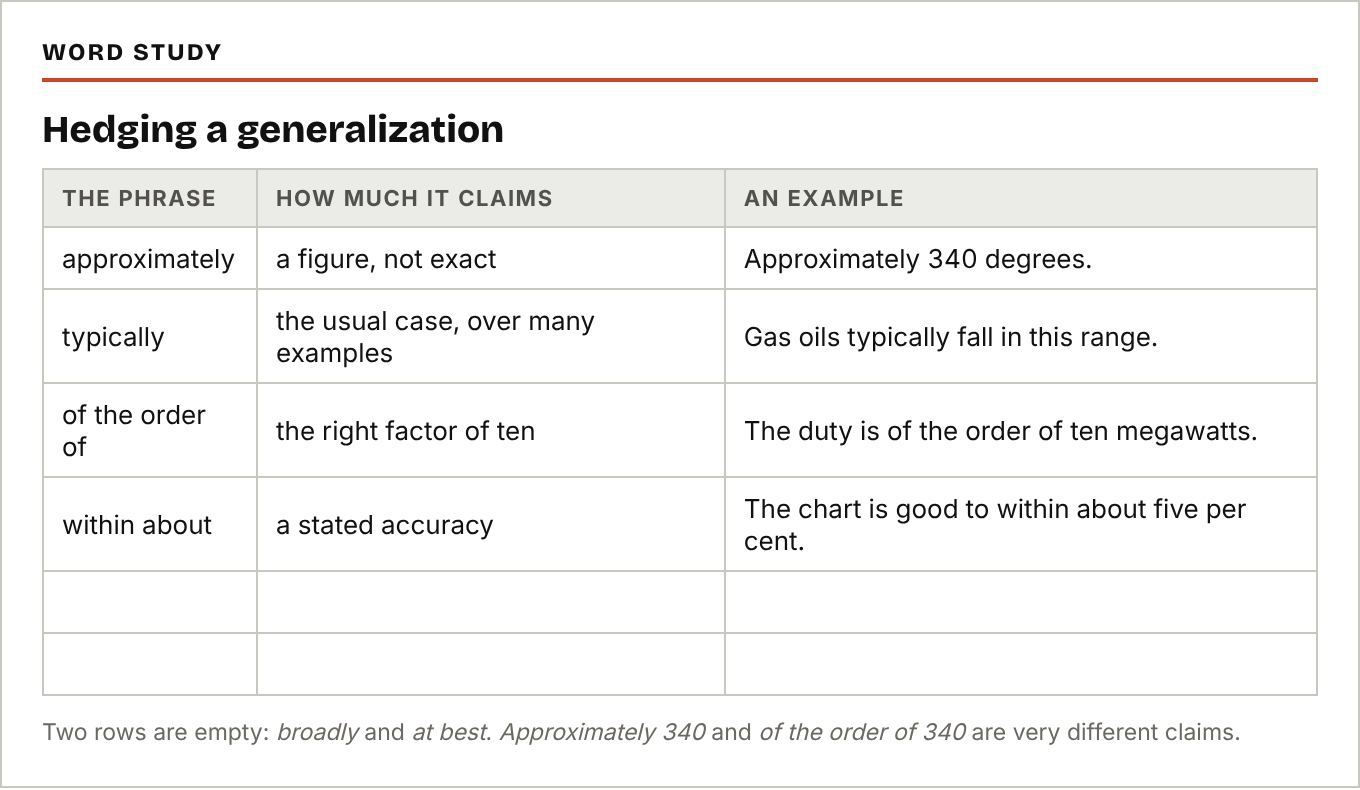 WORD STUDY
Hedging a generalization
THE PHRASE HOW MUCH IT CLAIMS AN EXAMPLE
approximately a figure, not exact Approximately 340 degrees.
typically the usual case, over many
examples Gas oils typically fall in this range.
of the order
of the right factor of ten The duty is of the order of ten megawatts.
within about a stated accuracy The chart is good to within about five per
cent.
Two rows are empty: broadly and at best. Approximately 340 and of the order of 340 are very different claims.